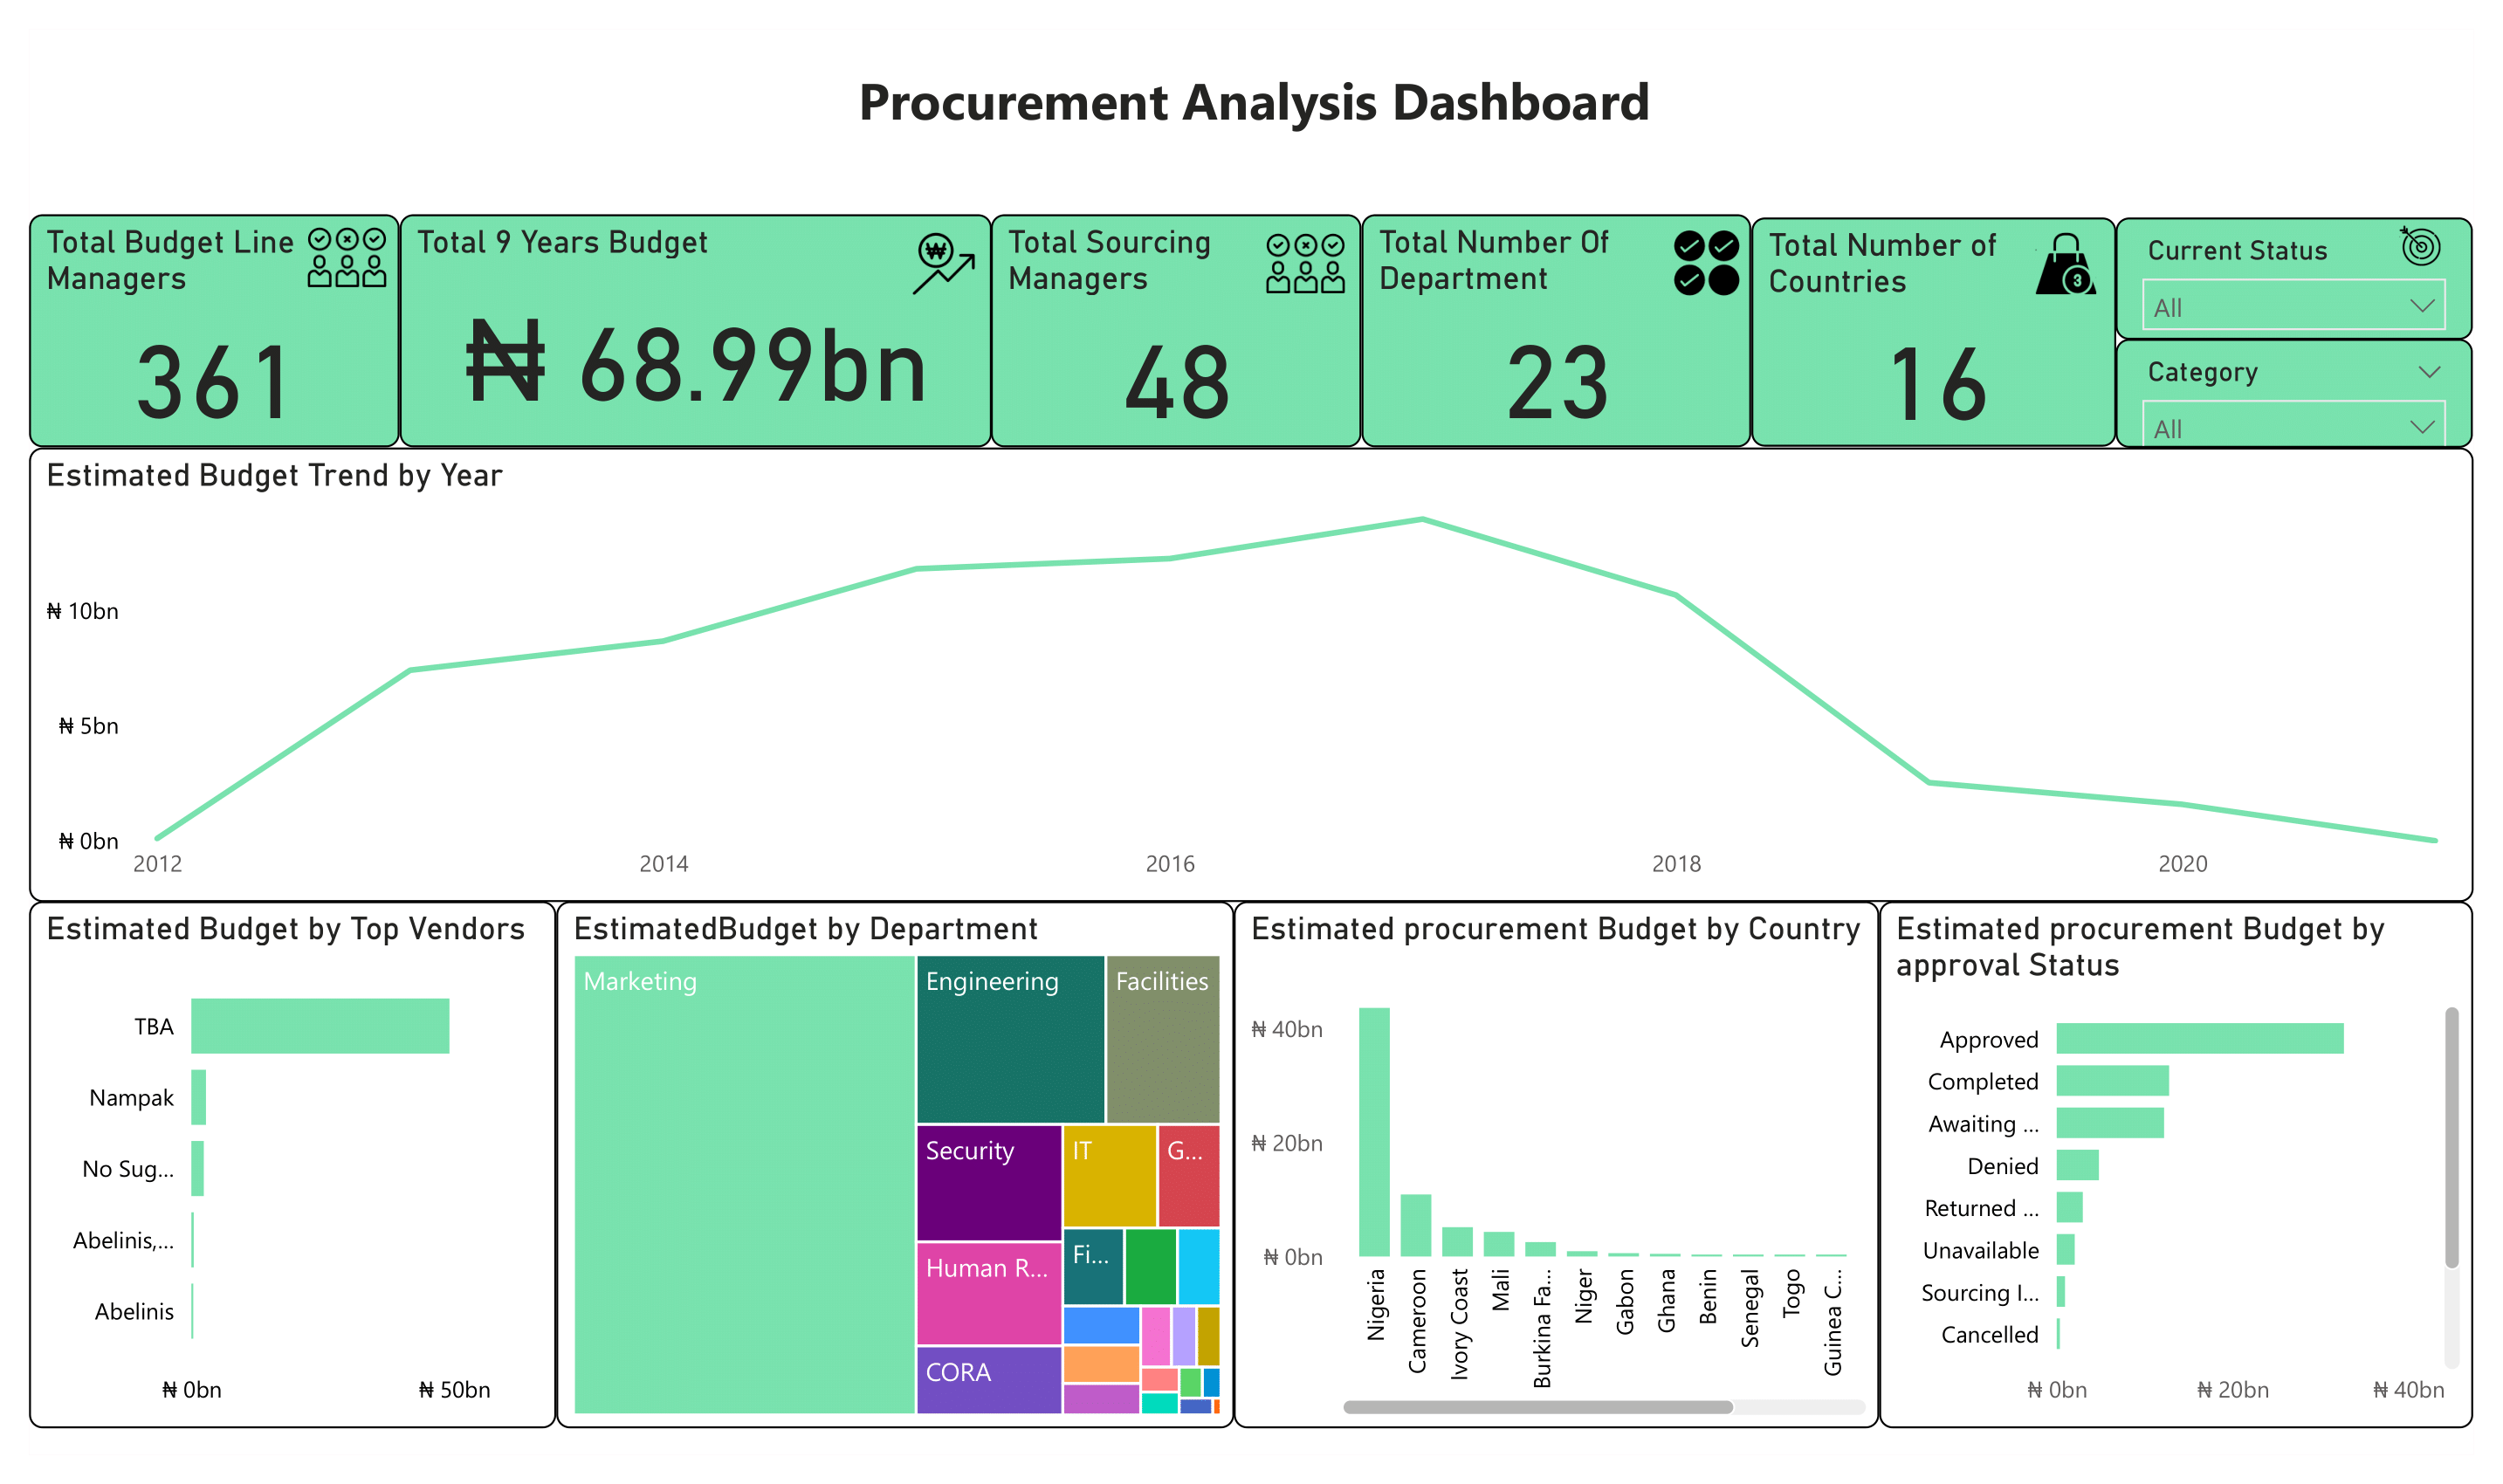 Procurement Analysis Dashboard
Total Budget Line
Managers
361
Total 9 Years Budget
₦ 68.99bn
Total Sourcing
Managers
48
Total Number Of
Department
23
Total Number of
Countries
3
16
Current Status
All
Category
All
Estimated Budget Trend by Year
₦ 10bn
₦ 5bn
₦ 0bn
2012
2014
2016
2018
2020
Estimated Budget by Top Vendors
TBA
Nampak
No Sug...
Abelinis,...
Abelinis
₦ 0bn
₦ 50bn
EstimatedBudget by Department
Marketing
Engineering
Facilities
Security
IT
G...
Human R...
Fi...
CORA
Estimated procurement Budget by Country
₦ 40bn
₦ 20bn
₦ 0bn
Nigeria
Cameroon
Ivory Coast
Mali
Burkina Fa...
Niger
Gabon
Ghana
Benin
Senegal
Togo
Guinea C...
Estimated procurement Budget by
approval Status
Approved
Completed
Awaiting ...
Denied
Returned ...
Unavailable
Sourcing I...
Cancelled
₦ 0bn
₦ 20bn
₦ 40bn